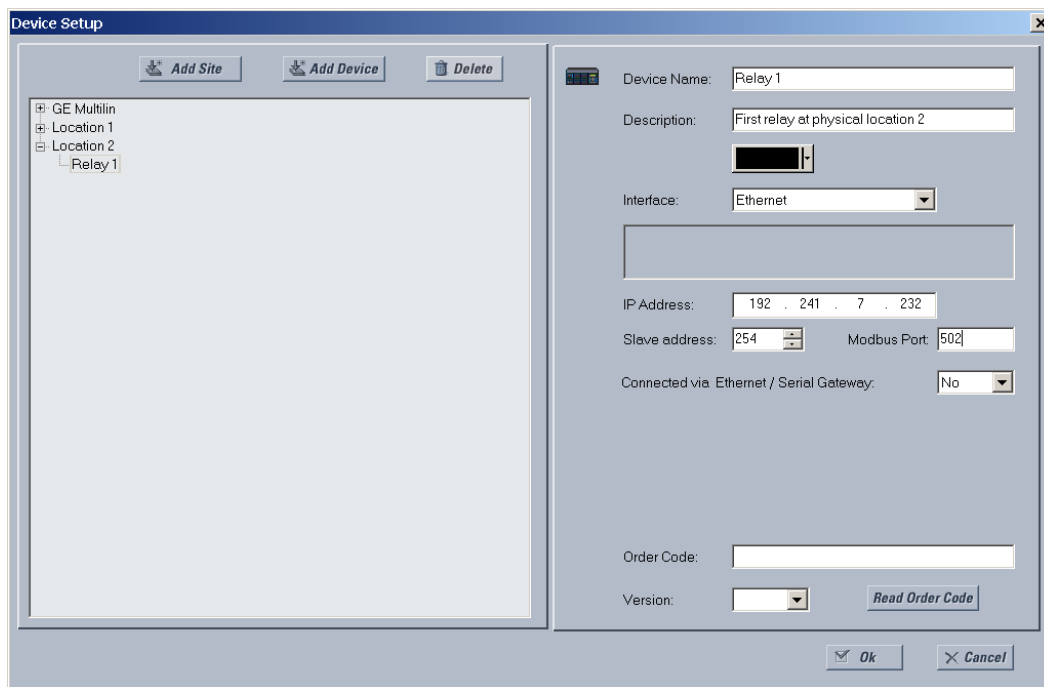 Device Setup
Add Site
Add Device
Delete
GE Multilin
Location 1
Location 2
Relay 1
Device Name: Relay 1
Description: First relay at physical location 2
Interface: Ethernet
IP Address: 192 . 241 . 7 . 232
Slave address: 254 Modbus Port: 502
Connected via Ethernet / Serial Gateway: No
Order Code:
Version:
Read Order Code
Ok
Cancel